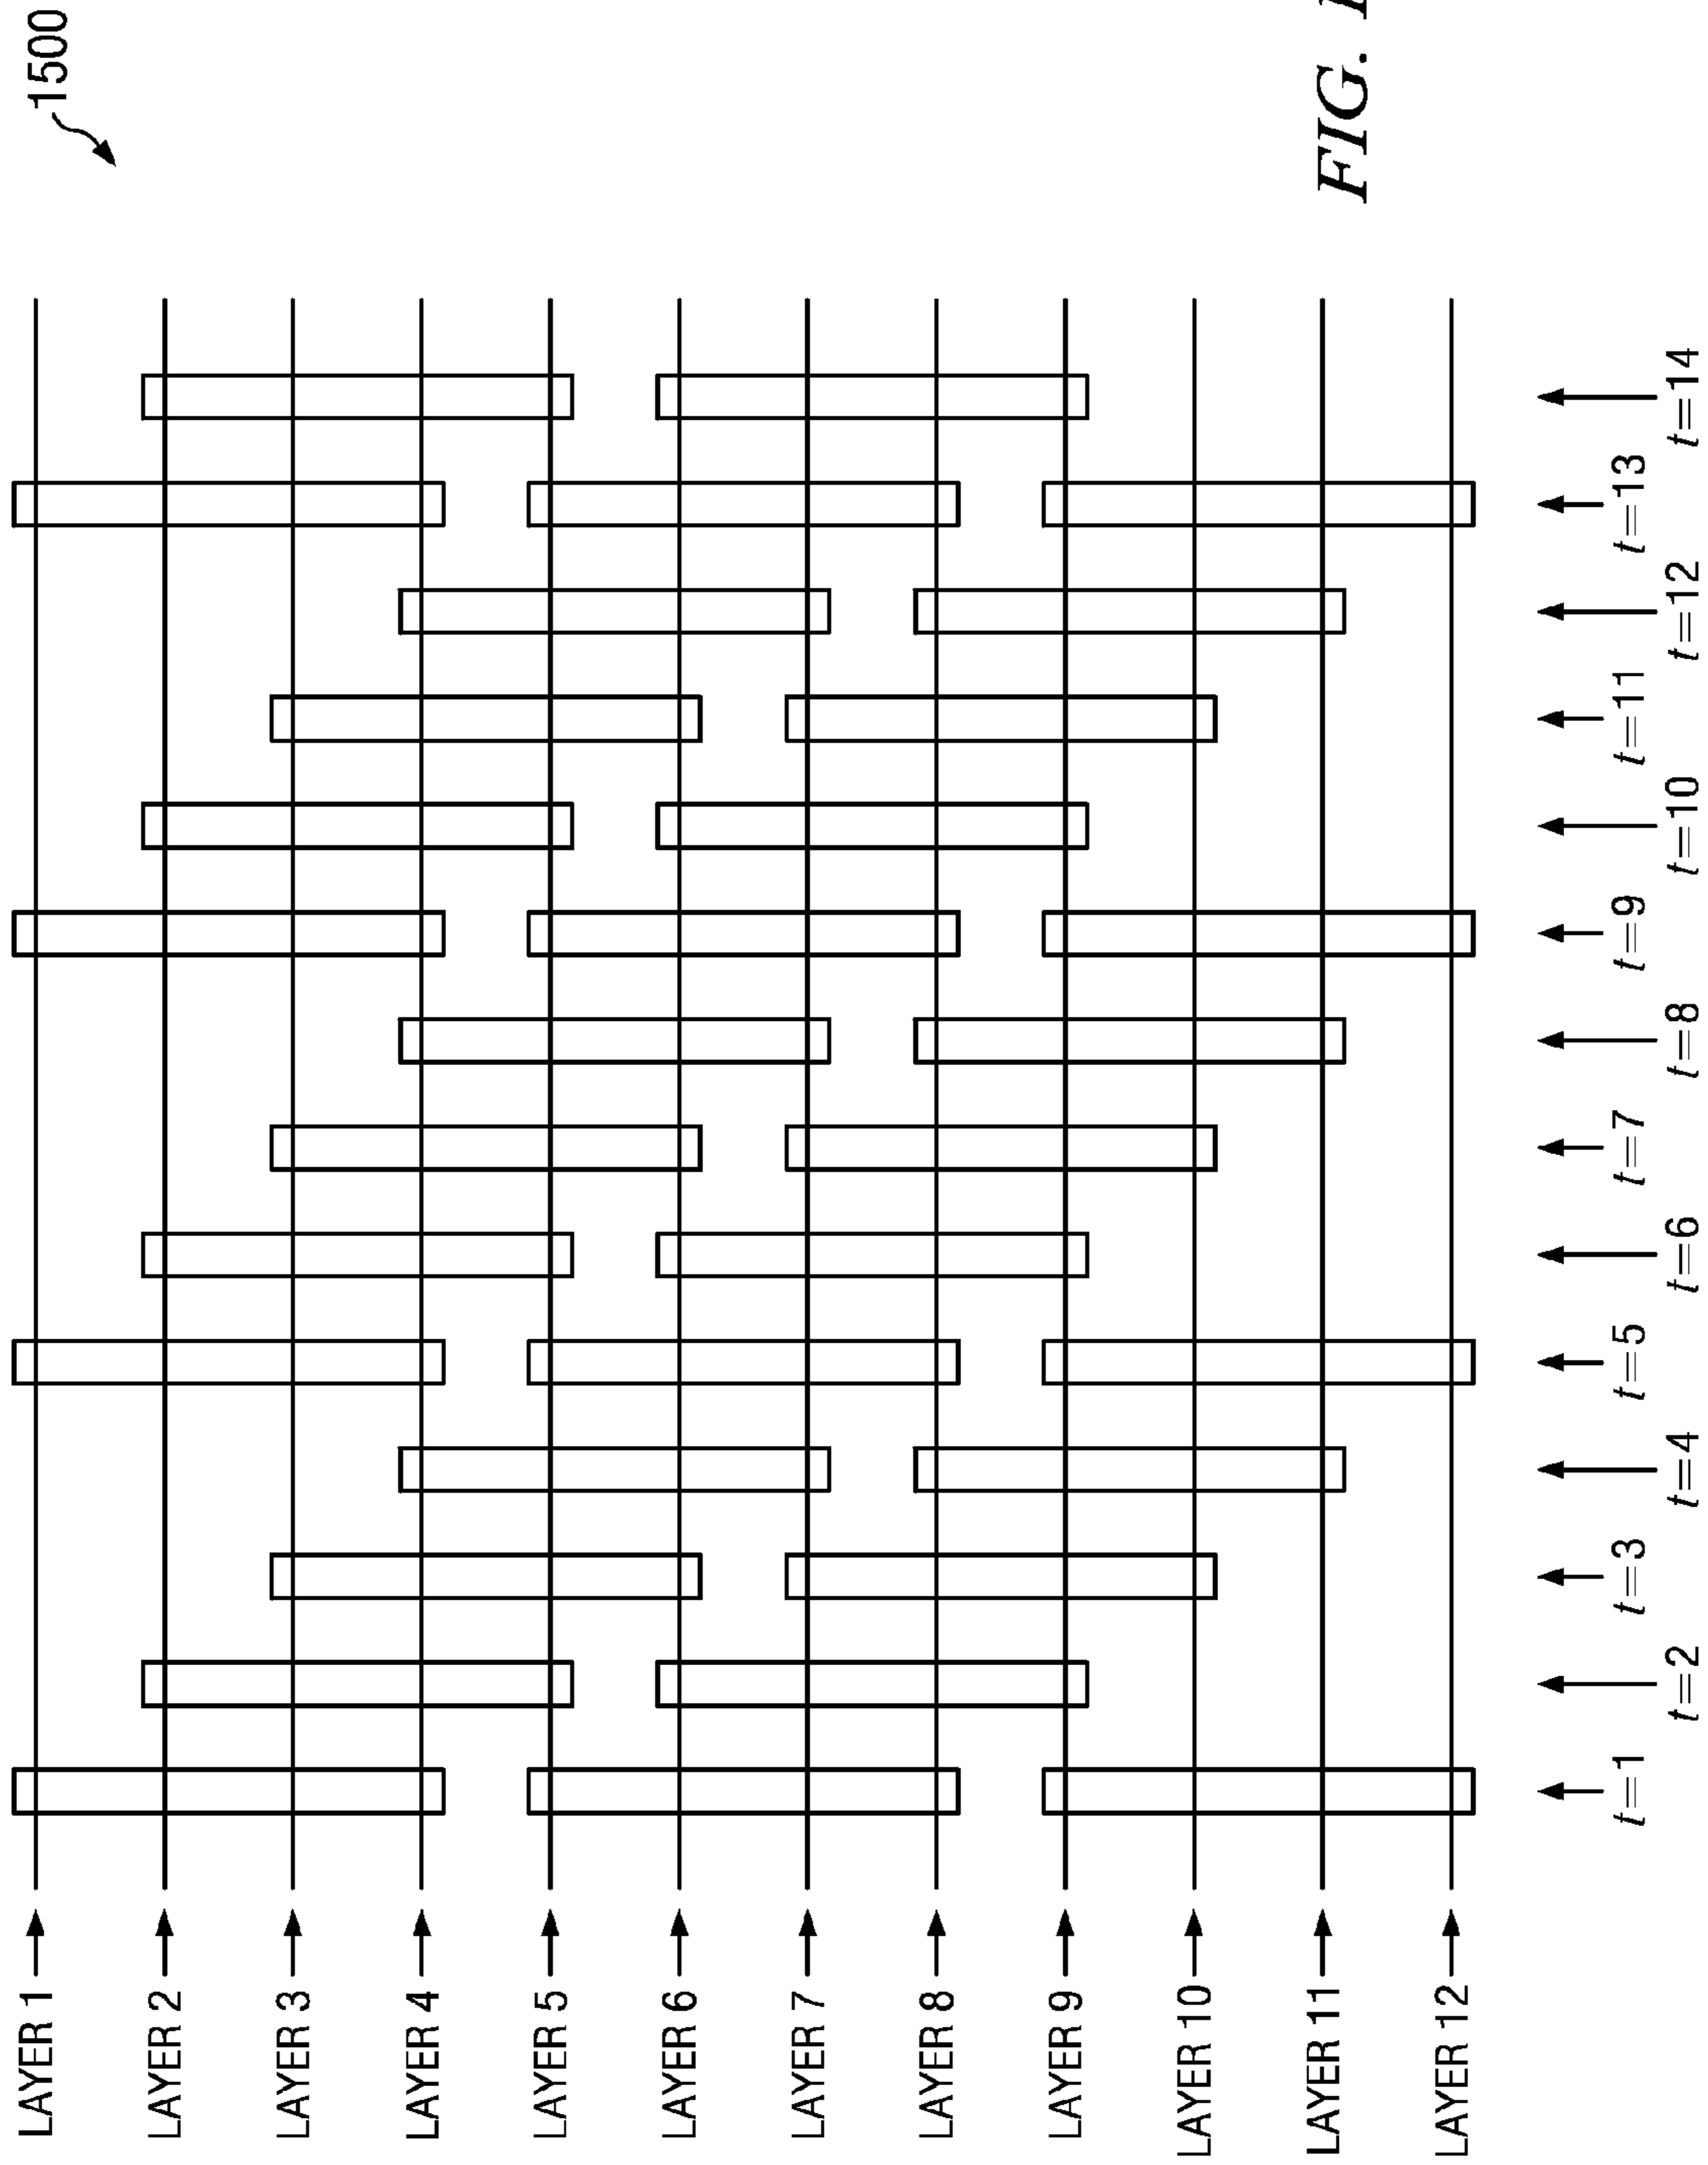 1500
LAYER 1
LAYER 2
LAYER 3
LAYER 4
LAYER 5
LAYER 6
LAYER 7
LAYER 8
LAYER 9
LAYER 10
LAYER 11
LAYER 12
t=1
t=2
t=3
t=4
t=5
t=6
t=7
t=8
t=9
t=10
t=11
t=12
t=13
t=14
FIG.